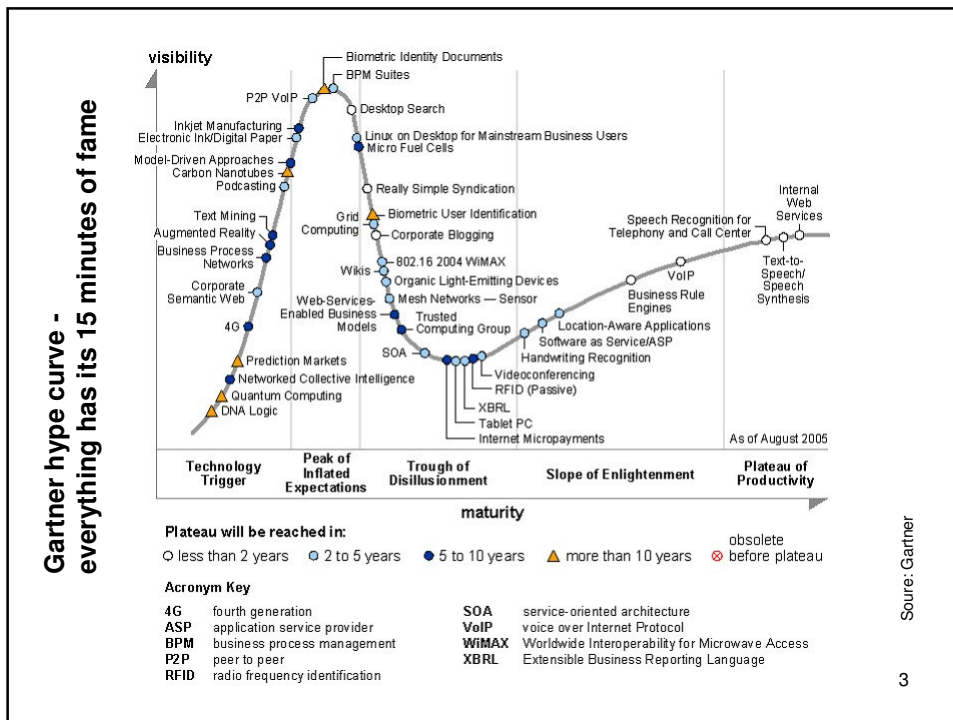 Gartner hype curve -
everything has its 15 minutes of fame
visibility
Biometric Identity Documents
BPM Suites
P2P VoIP
Desktop Search
Inkjet Manufacturing
Electronic Ink/Digital Paper
Linux on Desktop for Mainstream Business Users
Micro Fuel Cells
Model-Driven Approaches
Carbon Nanotubes
Podcasting
Really Simple Syndication
Text Mining
Augmented Reality
Business Process
Networks
Grid
Computing
Biometric User Identification
Corporate Blogging
Corporate
Semantic Web
802.16 2004 WiMAX
Wikis
Organic Light-Emitting Devices
Mesh Networks — Sensor
Web-Services-
Enabled Business
Models
Trusted
Computing Group
4G
SOA
Prediction Markets
Networked Collective Intelligence
Quantum Computing
DNA Logic
Internal
Web
Services
Speech Recognition for
Telephony and Call Center
Text-to-
Speech/
Speech
Synthesis
VoIP
Business Rule
Engines
Location-Aware Applications
Software as Service/ASP
Handwriting Recognition
Videoconferencing
RFID (Passive)
XBRL
Tablet PC
Internet Micropayments
As of August 2005
Technology
Trigger
Peak of
Inflated
Expectations
Trough of
Disillusionment
Slope of Enlightenment
Plateau of
Productivity
maturity
Plateau will be reached in:
less than 2 years
2 to 5 years
5 to 10 years
more than 10 years
obsolete
before plateau
Acronym Key
4G fourth generation
ASP application service provider
BPM business process management
P2P peer to peer
RFID radio frequency identification
SOA service-oriented architecture
VoIP voice over Internet Protocol
WiMAX Worldwide Interoperability for Microwave Access
XBRL Extensible Business Reporting Language
Soure: Gartner
3